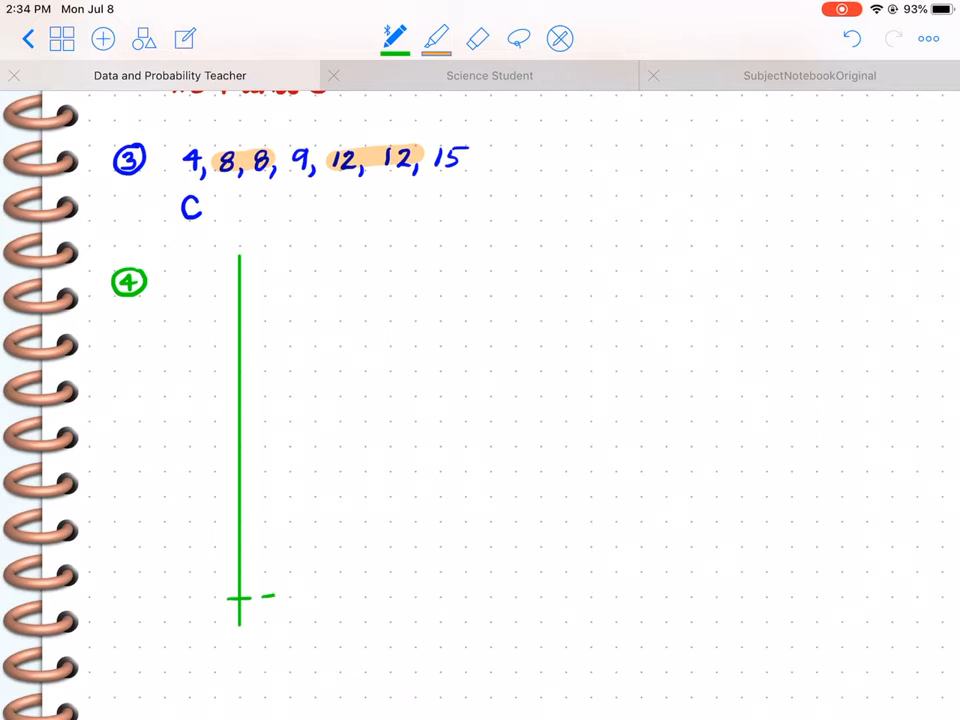 2:34 PM Mon Jul 8 93%
Data and Probability Teacher Science Student SubjectNotebookOriginal
3 4, 8, 8, 9, 12, 12, 15
C
4